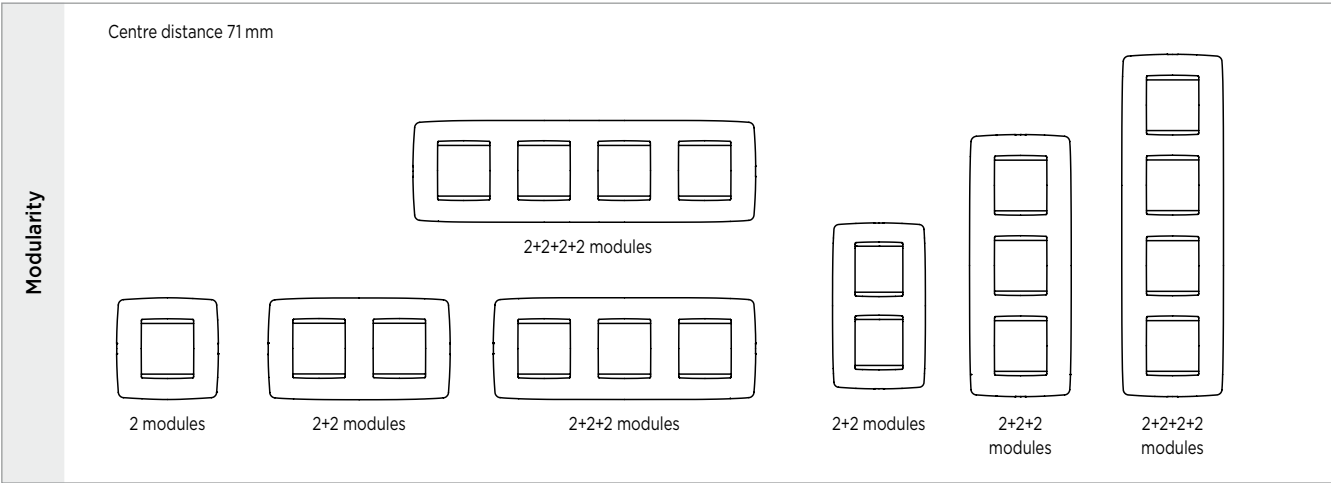 Modularity
Centre distance 71 mm
2+2+2+2 modules
2 modules
2+2 modules
2+2+2 modules
2+2 modules
2+2+2
modules
2+2+2+2
modules